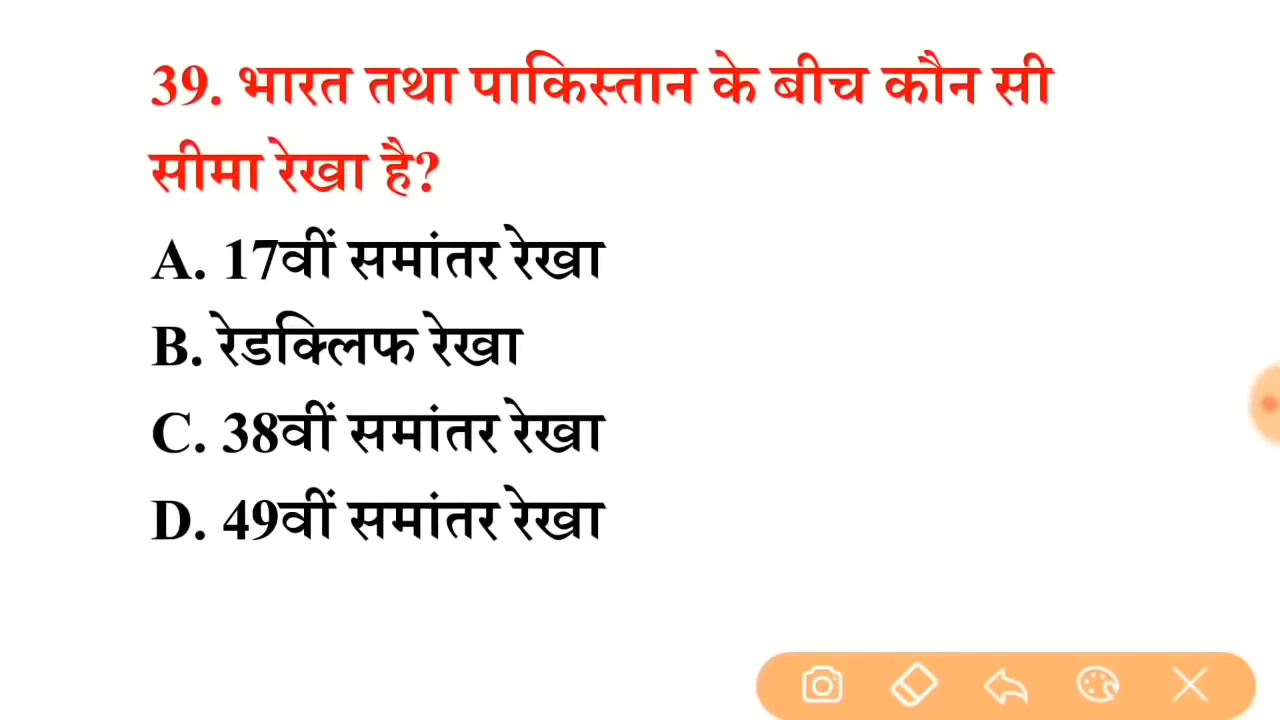 39. भारत तथा पाकिस्तान के बीच कौन सी
सीमा रेखा है?
A. 17वीं समांतर रेखा
B. रेडक्लिफ रेखा
C. 38वीं समांतर रेखा
D. 49वीं समांतर रेखा